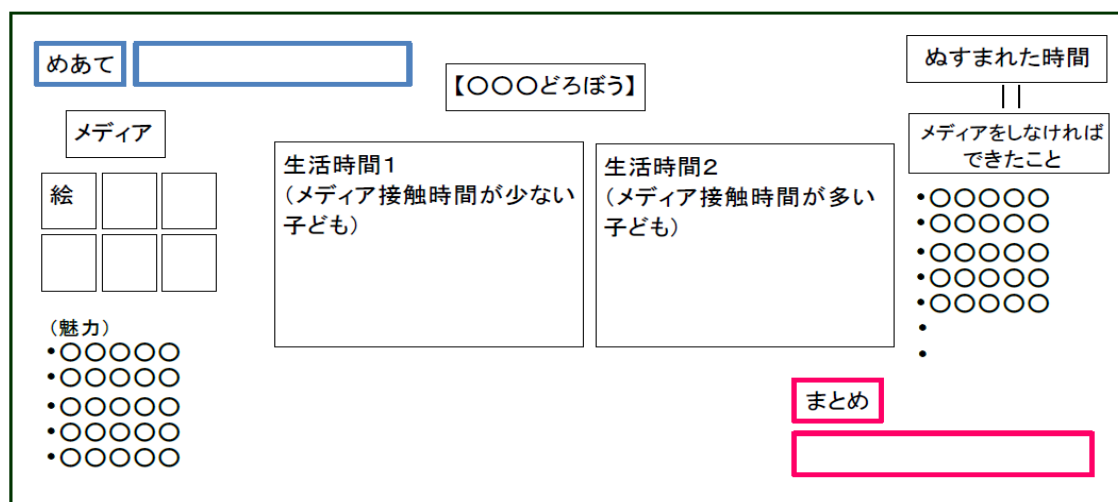 めあて
【〇〇〇どろぼう】
メディア
絵
(魅力)
・〇〇〇〇〇
・〇〇〇〇〇
・〇〇〇〇〇
・〇〇〇〇〇
・〇〇〇〇〇
生活時間1
(メディア接触時間が少ない
子ども)
生活時間2
(メディア接触時間が多い
子ども)
ぬすまれた時間
||
メディアをしなければ
できたこと
・〇〇〇〇〇
・〇〇〇〇〇
・〇〇〇〇〇
・〇〇〇〇〇
・〇〇〇〇〇
・
・
まとめ